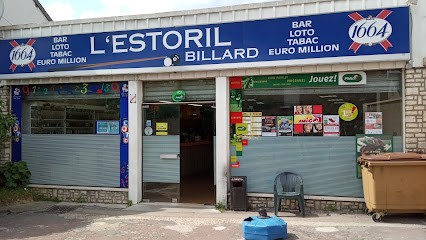 1664
BAR
LOTO
TABAC
EURO MILLION
L'ESTORIL
BILLARD
BAR
LOTO
TABAC
EURO MILLION
1664
Jouez!